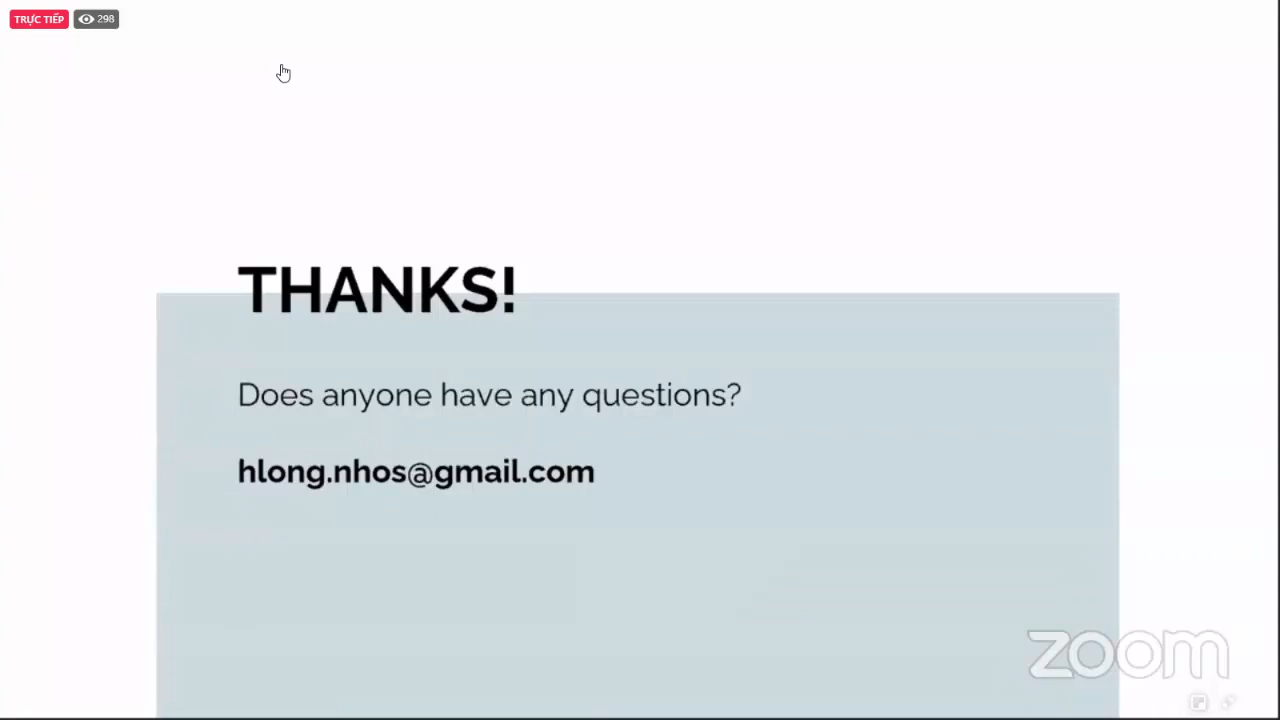 TRỰC TIẾP 298
THANKS!
Does anyone have any questions?
hlong.nhos@gmail.com
zoom